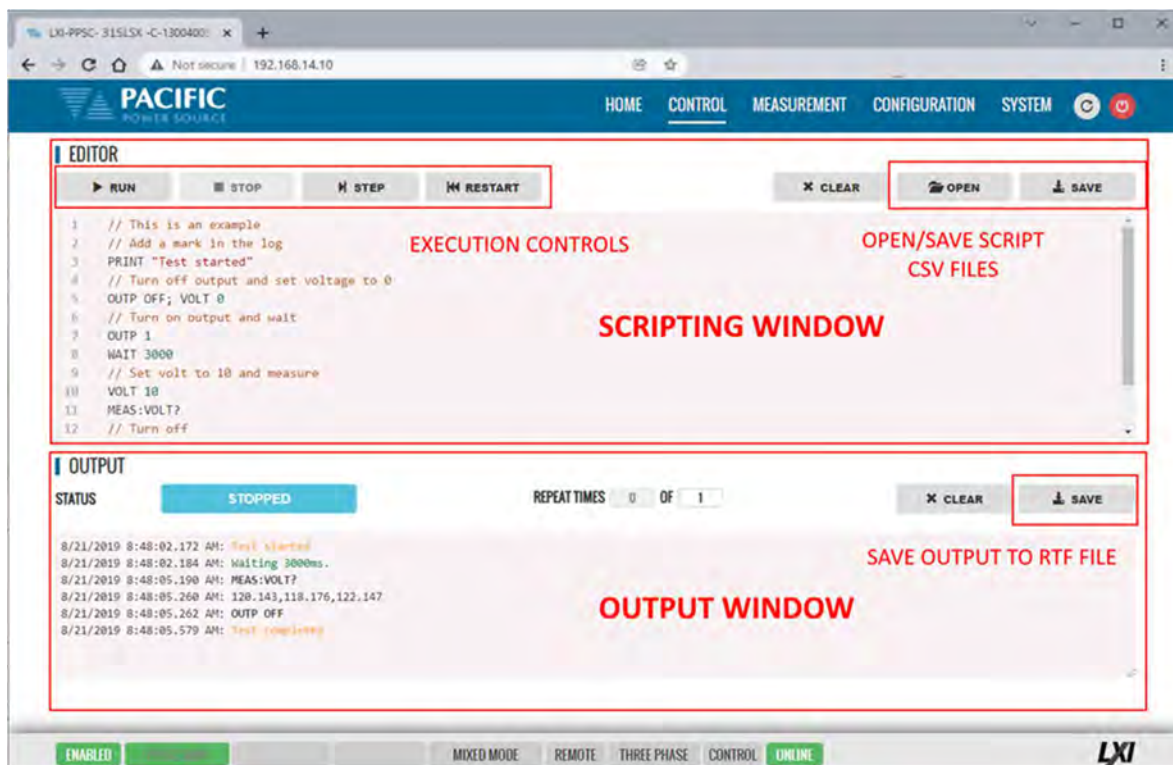 LXI-PPSC- 315LSX -C-1300400
Not secure | 192.168.14.10
PACIFIC
POWER SOURCE
HOME CONTROL MEASUREMENT CONFIGURATION SYSTEM
EDITOR
RUN STOP STEP RESTART CLEAR OPEN SAVE
EXECUTION CONTROLS
OPEN/SAVE SCRIPT
CSV FILES
SCRIPTING WINDOW
1 // This is an example
2 // Add a mark in the log
3 PRINT "Test started"
4 // Turn off output and set voltage to 0
5 OUTP OFF; VOLT 0
6 // Turn on output and wait
7 OUTP 1
8 WAIT 3000
9 // Set volt to 10 and measure
10 VOLT 10
11 MEAS:VOLT?
12 // Turn off
OUTPUT
STATUS STOPPED REPEAT TIMES 0 OF 1 CLEAR SAVE
SAVE OUTPUT TO RTF FILE
OUTPUT WINDOW
8/21/2019 8:48:02.172 AM: Test started
8/21/2019 8:48:02.184 AM: Waiting 3000ms.
8/21/2019 8:48:05.190 AM: MEAS:VOLT?
8/21/2019 8:48:05.260 AM: 120.143,118.176,122.147
8/21/2019 8:48:05.262 AM: OUTP OFF
8/21/2019 8:48:05.579 AM: Test completed
ENABLED MIXED MODE REMOTE THREE PHASE CONTROL ONLINE LXI